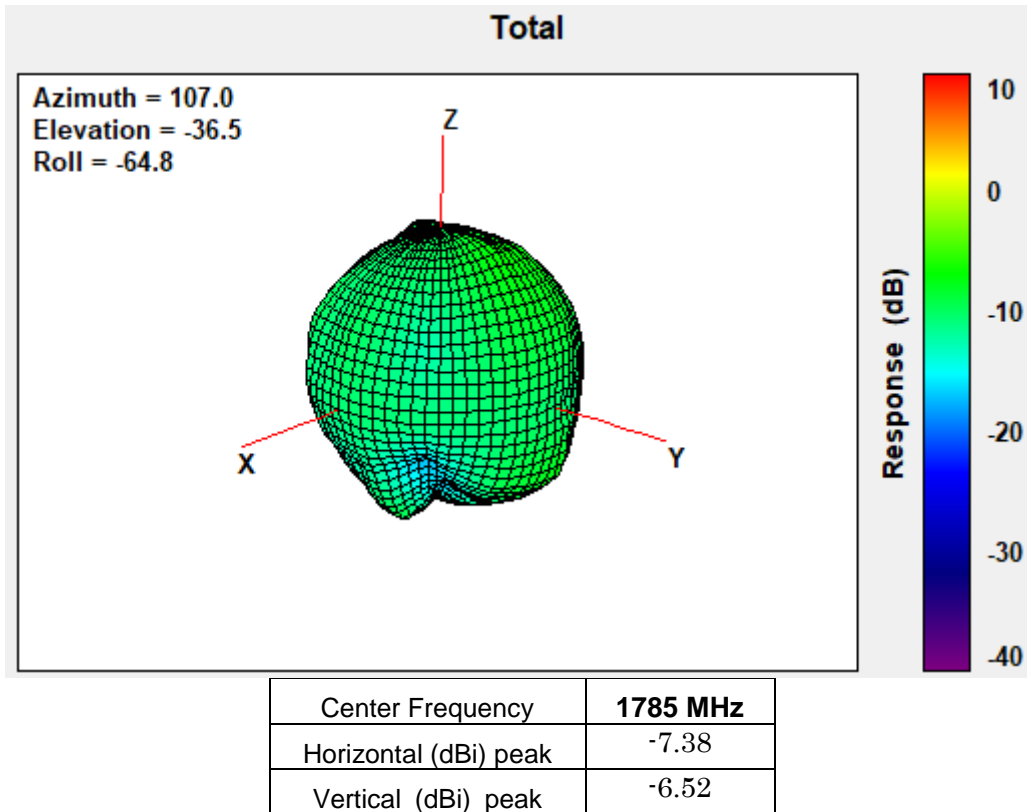 Total
Azimuth = 107.0
Elevation = -36.5
Roll = -64.8
Z
X
Y
10
0
-10
-20
-30
-40
Response (dB)
Center Frequency 1785 MHz
Horizontal (dBi) peak -7.38
Vertical (dBi) peak -6.52